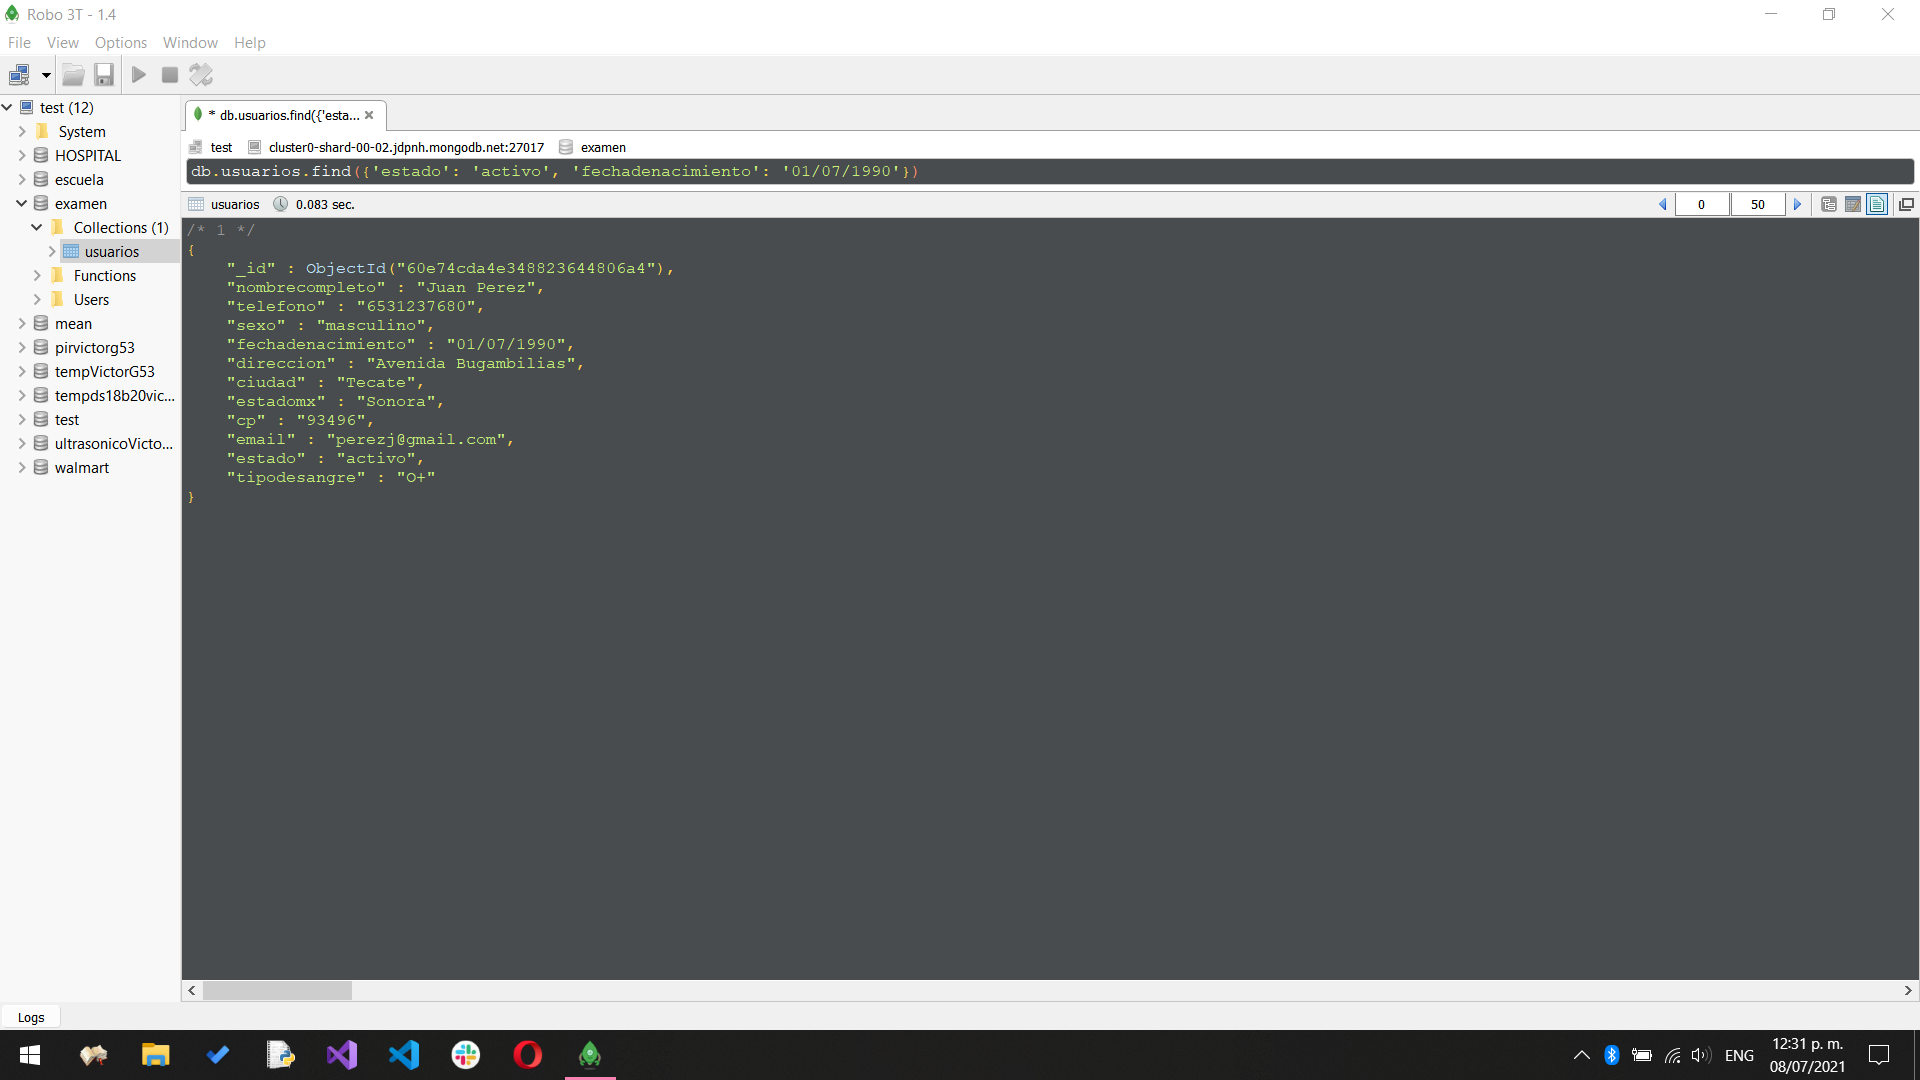 Robo 3T - 1.4
File View Options Window Help
test (12)
System
HOSPITAL
escuela
examen
Collections (1)
usuarios
Functions
Users
mean
pirvictorg53
tempVictorG53
tempds18b20vic...
test
ultrasonicoVicto...
walmart
* db.usuarios.find({'esta...
test cluster0-shard-00-02.jdpnh.mongodb.net:27017 examen
db.usuarios.find({'estado': 'activo', 'fechadenacimiento': '01/07/1990'})
usuarios 0.083 sec. 0 50
/* 1 */
{
"_id" : ObjectId("60e74cda4e348823644806a4"),
"nombrecompleto" : "Juan Perez",
"telefono" : "6531237680",
"sexo" : "masculino",
"fechadenacimiento" : "01/07/1990",
"direccion" : "Avenida Bugambilias",
"ciudad" : "Tecate",
"estadomx" : "Sonora",
"cp" : "93496",
"email" : "perezj@gmail.com",
"estado" : "activo",
"tipodesangre" : "O+"
}
Logs
ENG
12:31 p. m.
08/07/2021